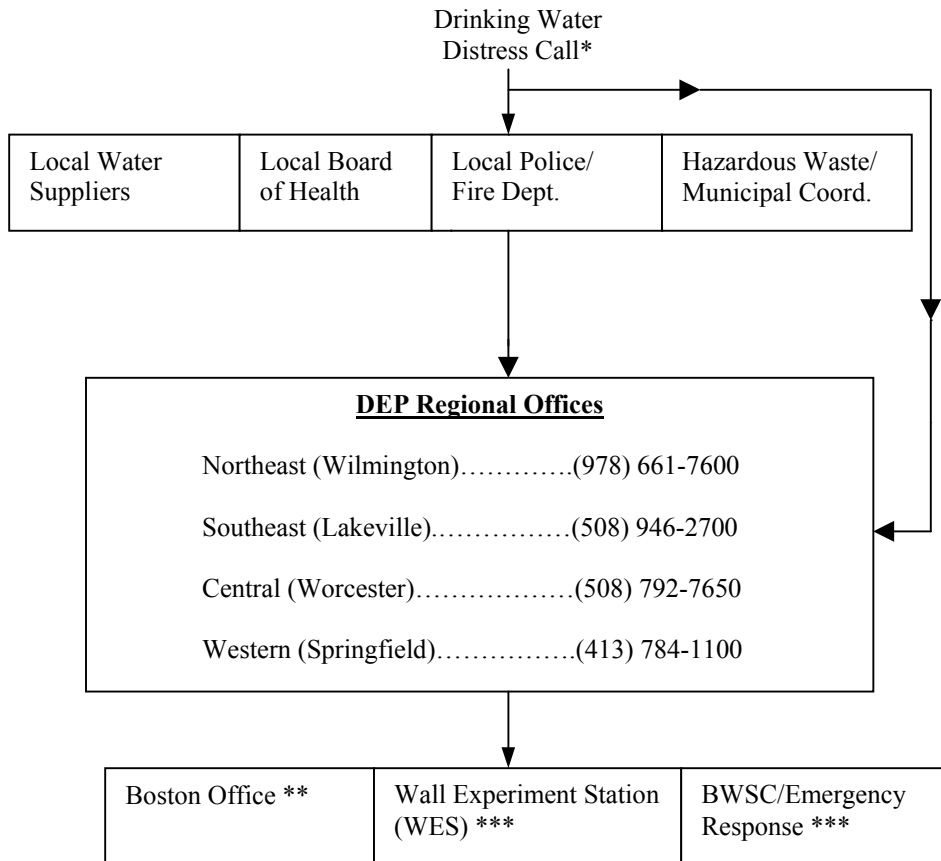 Drinking Water
Distress Call*
Local Water
Suppliers
Local Board
of Health
Local Police/
Fire Dept.
Hazardous Waste/
Municipal Coord.
DEP Regional Offices
Northeast (Wilmington)………….(978) 661-7600
Southeast (Lakeville)..……………(508) 946-2700
Central (Worcester)………………(508) 792-7650
Western (Springfield)…………….(413) 784-1100
Boston Office **
Wall Experiment Station
(WES) ***
BWSC/Emergency
Response ***